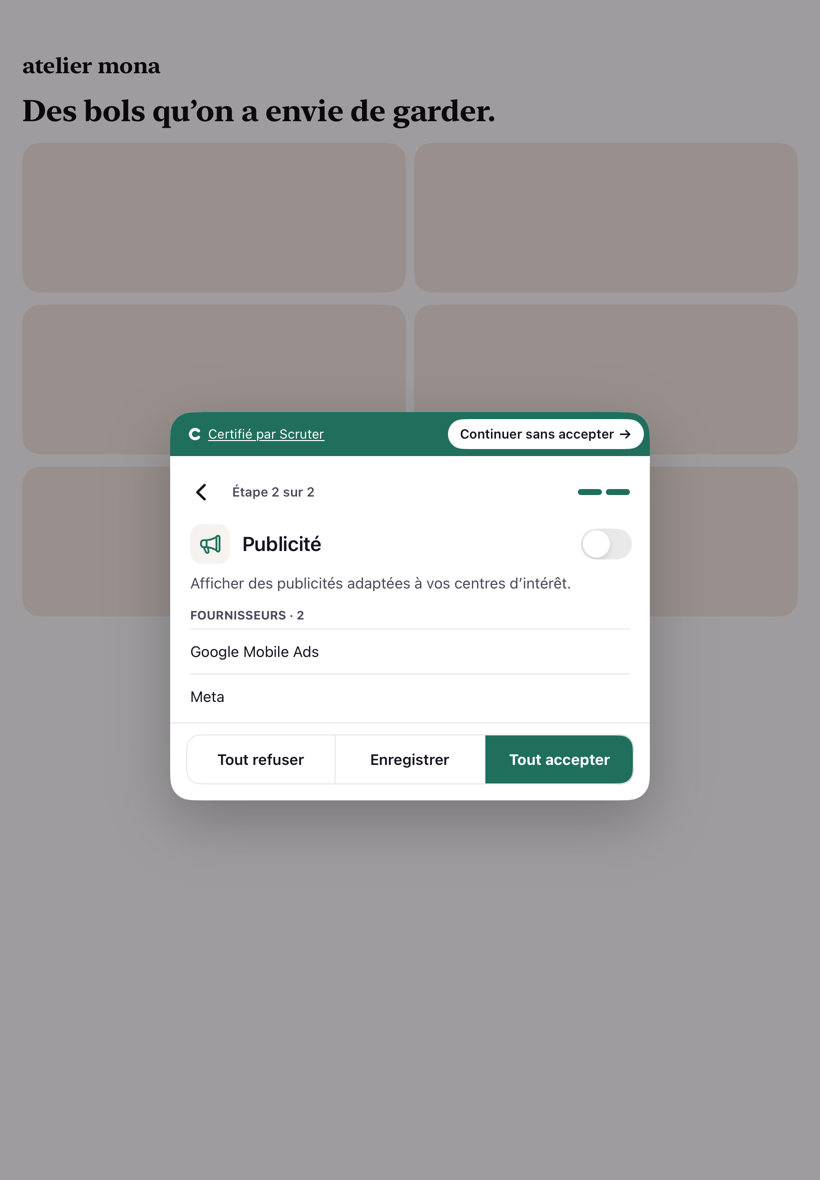 atelier mona
Des bols qu’on a envie de garder.
Certifié par Scruter
Continuer sans accepter →
Étape 2 sur 2
Publicité
Afficher des publicités adaptées à vos centres d’intérêt.
FOURNISSEURS · 2
Google Mobile Ads
Meta
Tout refuser
Enregistrer
Tout accepter